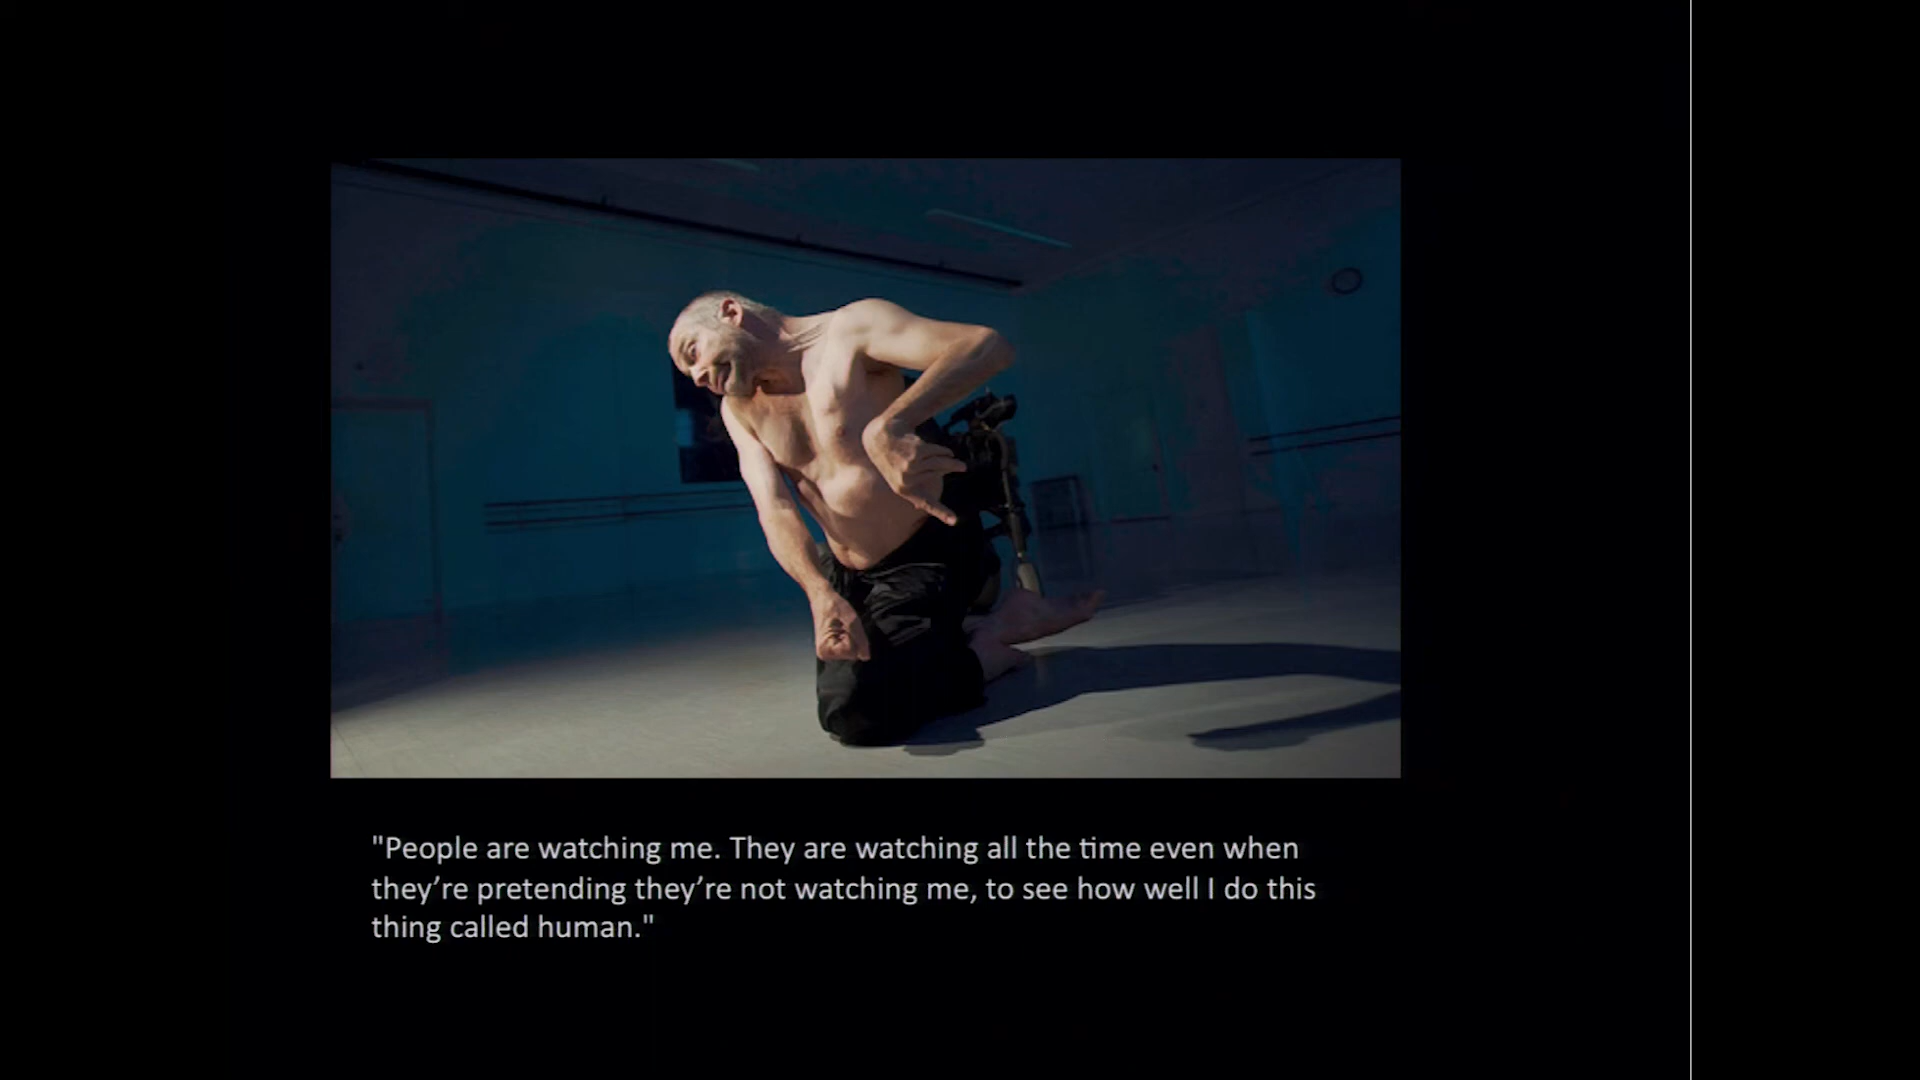 "People are watching me. They are watching all the time even when
they’re pretending they’re not watching me, to see how well I do this
thing called human."